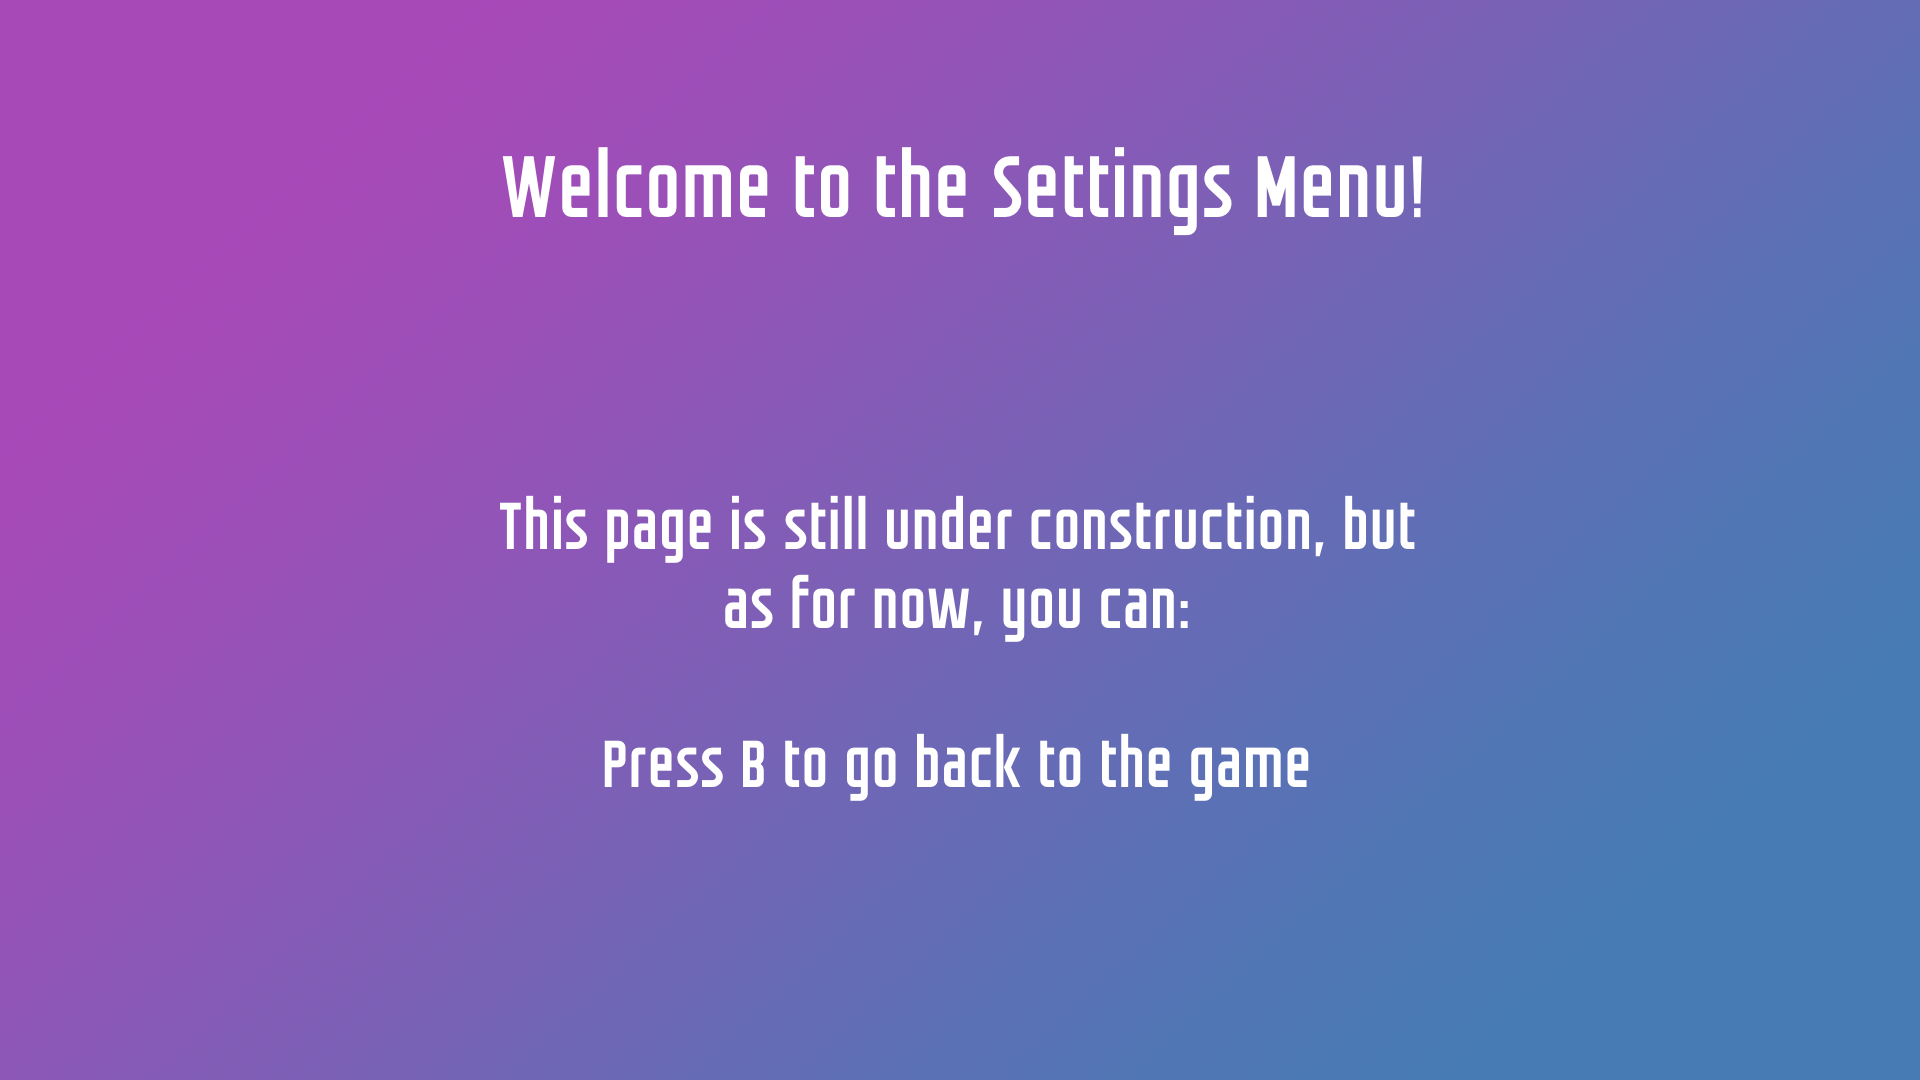 Welcome to the Settings Menu!
This page is still under construction, but
as for now, you can:
Press B to go back to the game